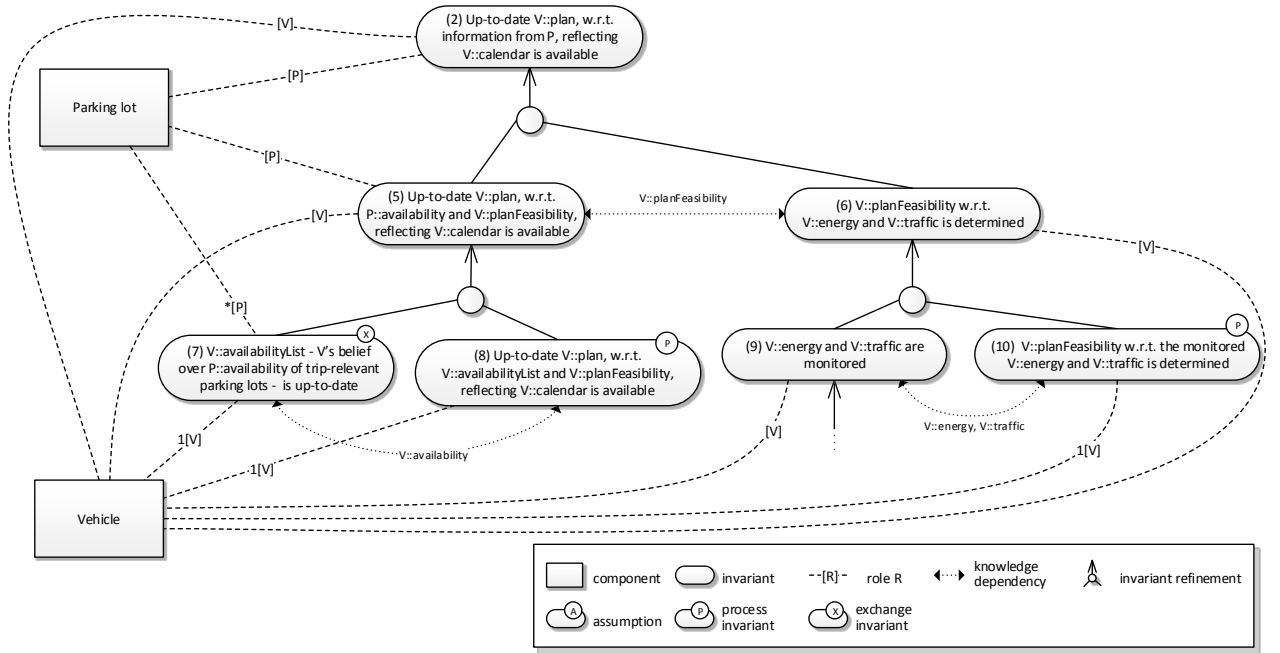 [V]
(2) Up-to-date V::plan, w.r.t.
information from P, reflecting
V::calendar is available
[P]
Parking lot
[P]
(5) Up-to-date V::plan, w.r.t.
P::availability and V::planFeasibility,
reflecting V::calendar is available
[V]
V::planFeasibility
(6) V::planFeasibility w.r.t.
V::energy and V::traffic is determined
[V]
*[P]
X
(7) V::availabilityList - V's belief
over P::availability of trip-relevant
parking lots - is up-to-date
P
(8) Up-to-date V::plan, w.r.t.
V::availabilityList and V::planFeasibility,
reflecting V::calendar is available
(9) V::energy and V::traffic are
monitored
P
(10) V::planFeasibility w.r.t. the monitored
V::energy and V::traffic is determined
1[V]
V::availability
1[V]
[V]
V::energy, V::traffic
1[V]
Vehicle
component
invariant
--[R]- role R
knowledge
dependency
invariant refinement
A
assumption
P
process
invariant
X
exchange
invariant